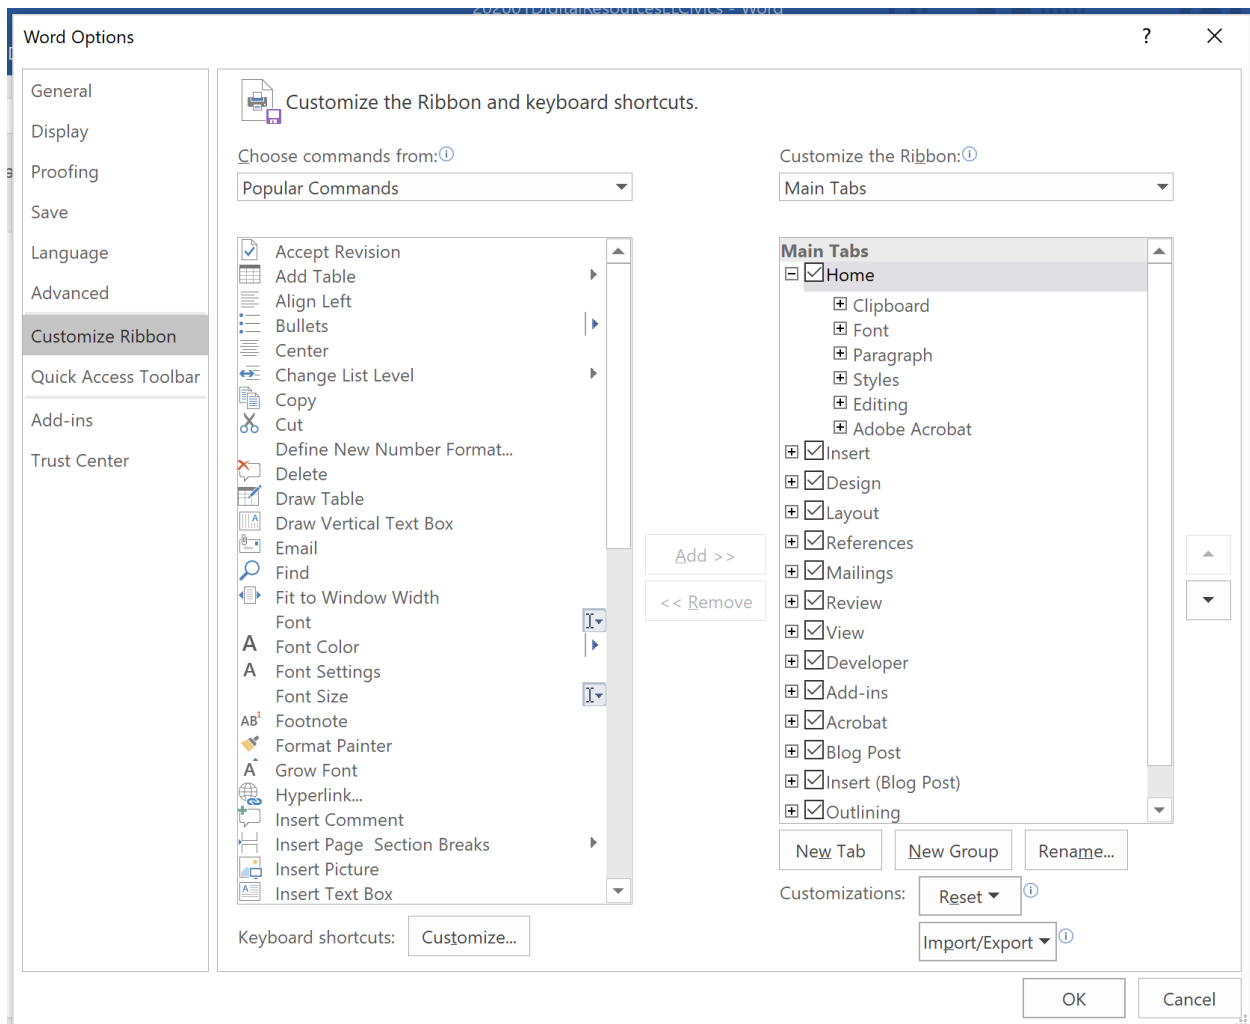 202001DigitalResourcesELCivics - Word
Word Options
?
General
Display
Proofing
Save
Language
Advanced
Customize Ribbon
Quick Access Toolbar
Add-ins
Trust Center
Customize the Ribbon and keyboard shortcuts.
Choose commands from:
Popular Commands
Accept Revision
Add Table
Align Left
Bullets
Center
Change List Level
Copy
Cut
Define New Number Format...
Delete
Draw Table
Draw Vertical Text Box
Email
Find
Fit to Window Width
Font
Font Color
Font Settings
Font Size
Footnote
Format Painter
Grow Font
Hyperlink...
Insert Comment
Insert Page  Section Breaks
Insert Picture
Insert Text Box
Keyboard shortcuts:
Customize...
Add >>
<< Remove
Customize the Ribbon:
Main Tabs
Main Tabs
Home
Clipboard
Font
Paragraph
Styles
Editing
Adobe Acrobat
Insert
Design
Layout
References
Mailings
Review
View
Developer
Add-ins
Acrobat
Blog Post
Insert (Blog Post)
Outlining
New Tab
New Group
Rename...
Customizations:
Reset
Import/Export
OK
Cancel